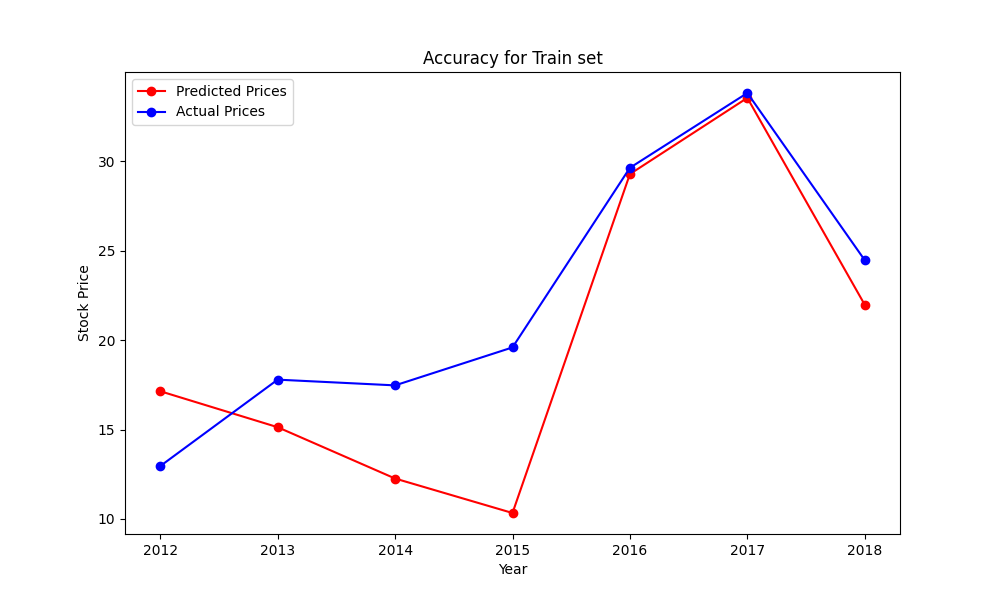 Accuracy for Train set
Predicted Prices
Actual Prices
Stock Price
30
25
20
15
10
2012 2013 2014 2015 2016 2017 2018
Year